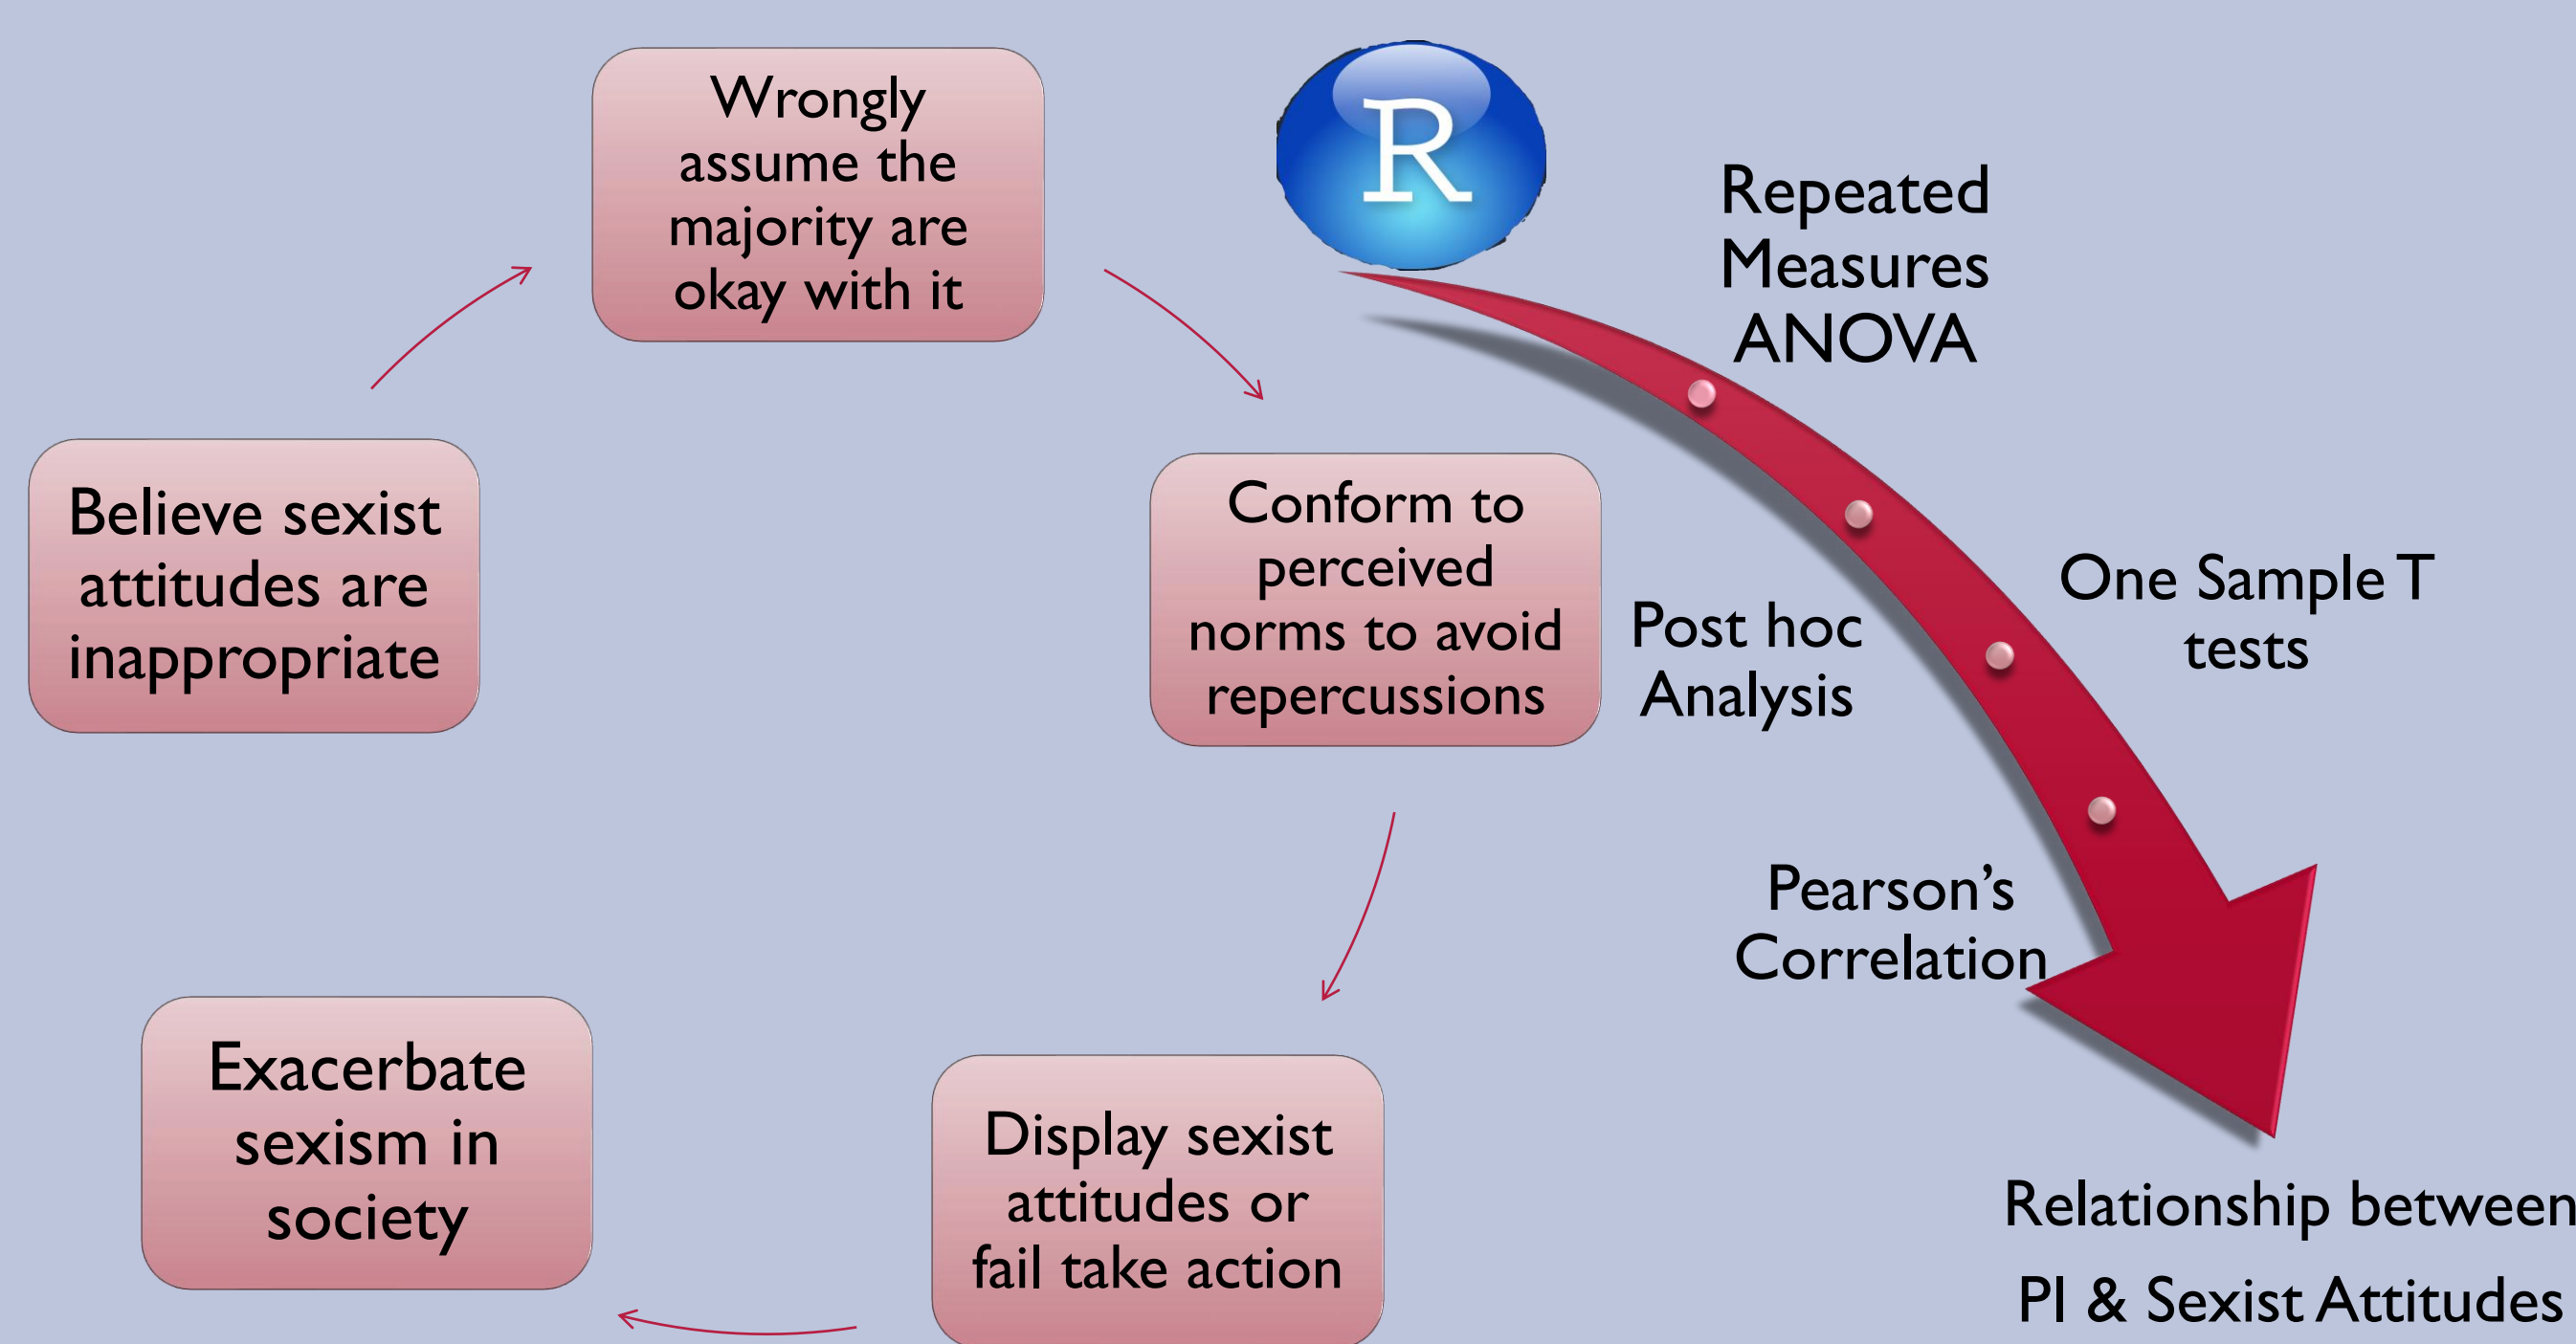 Wrongly
assume the
majority are
okay with it
Believe sexist
attitudes are
inappropriate
Conform to
perceived
norms to avoid
repercussions
Exacerbate
sexism in
society
Display sexist
attitudes or
fail take action
R
Repeated
Measures
ANOVA
Post hoc
Analysis
One Sample T
tests
Pearson’s
Correlation
Relationship between
PI & Sexist Attitudes